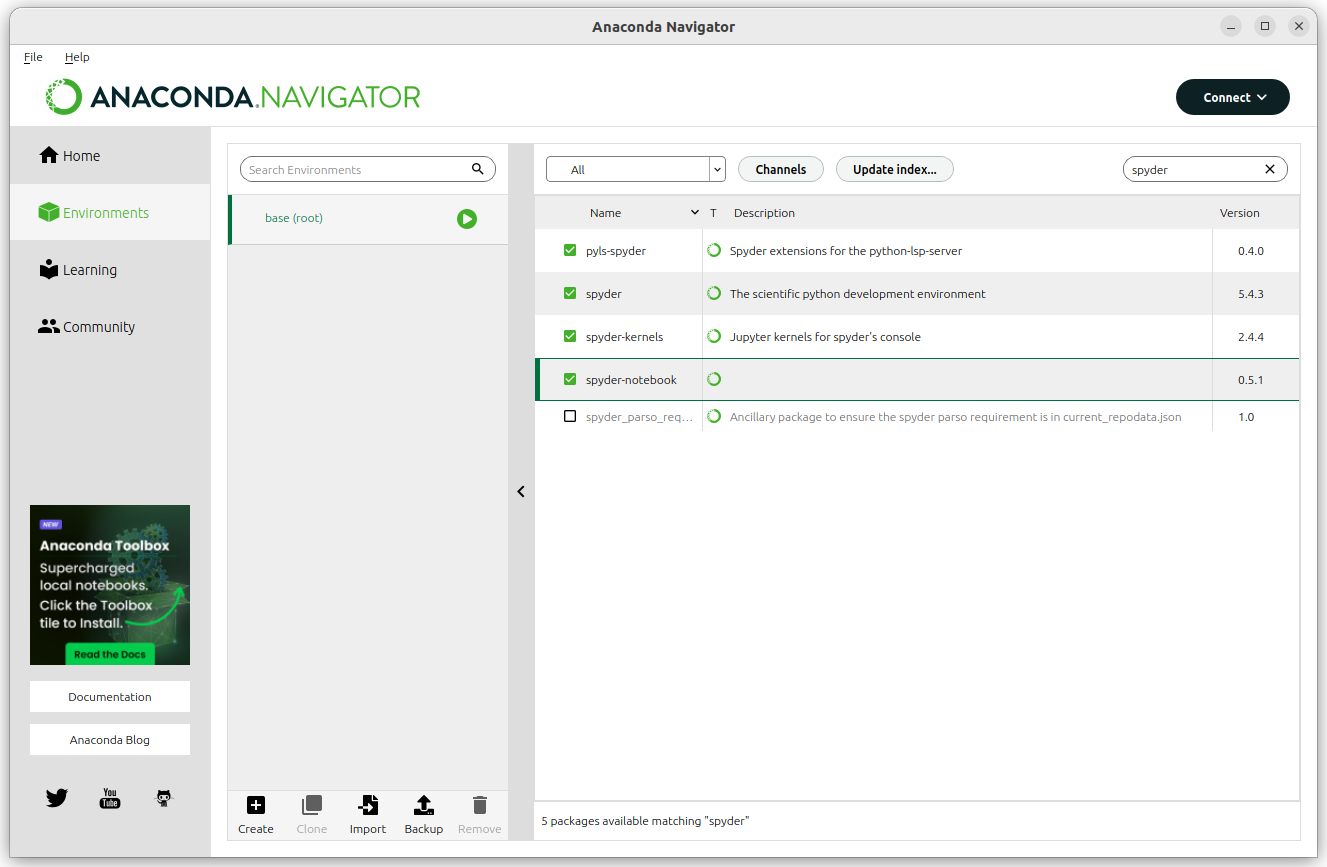 Anaconda Navigator
File Help
ANACONDA.NAVIGATOR
Connect
Home
Environments
Learning
Community
NEW
Anaconda Toolbox
Supercharged
local notebooks.
Click the Toolbox
tile to Install.
Read the Docs
Documentation
Anaconda Blog
You
Tube
Search Environments
base (root)
Create Clone Import Backup Remove
All Channels Update index... spyder
Name T Description Version
pyls-spyder Spyder extensions for the python-lsp-server 0.4.0
spyder The scientific python development environment 5.4.3
spyder-kernels Jupyter kernels for spyder's console 2.4.4
spyder-notebook 0.5.1
spyder_parso_req... Ancillary package to ensure the spyder parso requirement is in current_repodata.json 1.0
5 packages available matching "spyder"